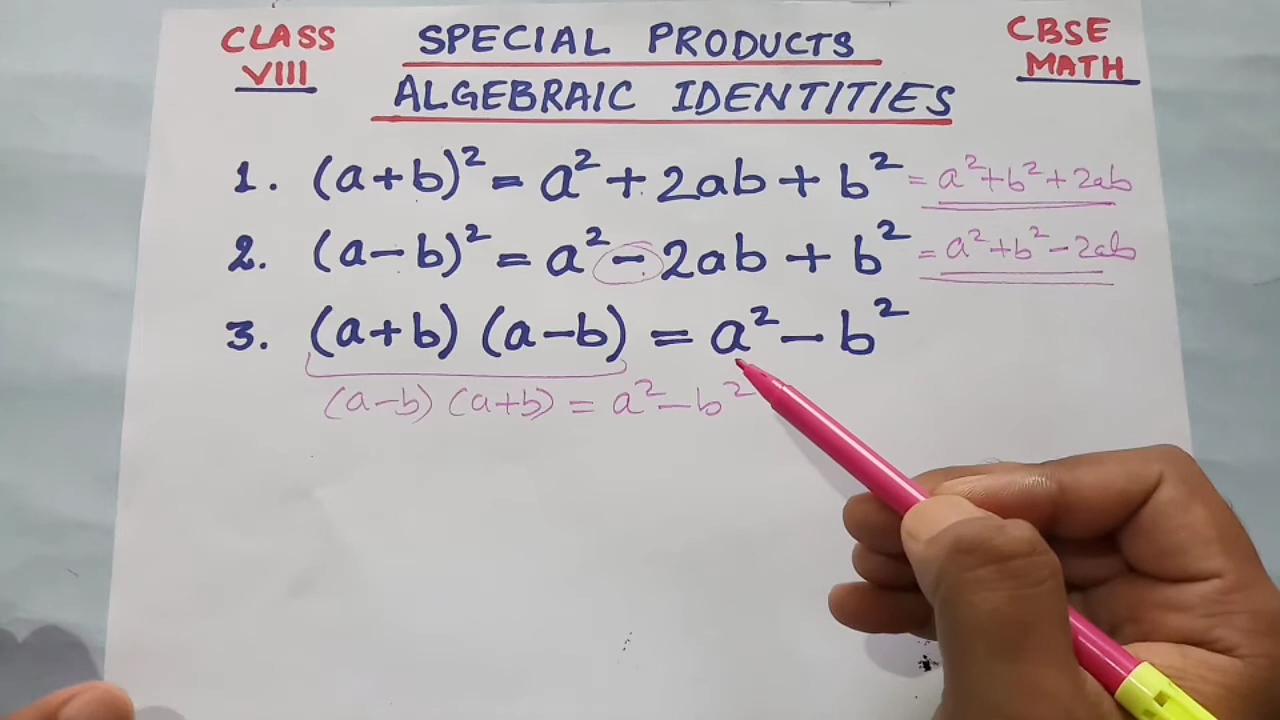 CLASS VIII
SPECIAL PRODUCTS
ALGEBRAIC IDENTITIES
CBSE MATH
1. (a+b)² = a² + 2ab + b² = a²+b²+2ab
2. (a-b)² = a² - 2ab + b² = a²+b²-2ab
3. (a+b) (a-b) = a² - b²
(a-b) (a+b) = a² - b²